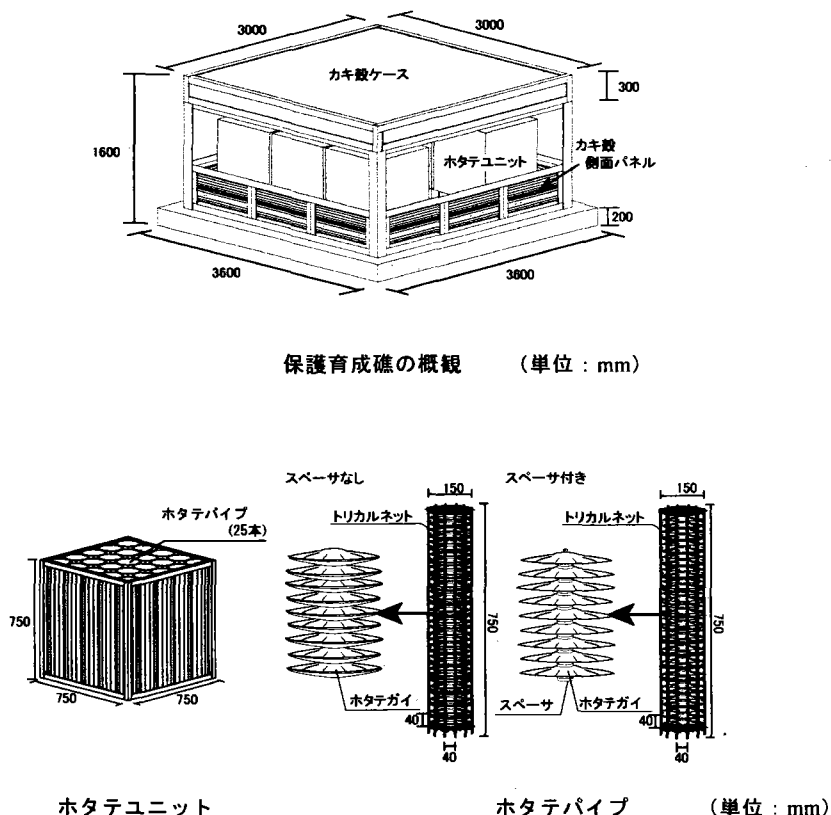 3000
3000
カキ殻ケース
300
1600
カキ殻
側面パネル
ホタテユニット
200
3600
3600
保護育成礁の概観 (単位：mm)
スペーサなし
スペーサ付き
ホタテパイプ
(25本)
トリカルネット
150
トリカルネット
150
750
750
750
750
750
ホタテガイ
スペーサ
ホタテガイ
40
40
40
40
ホタテユニット
ホタテパイプ (単位：mm)